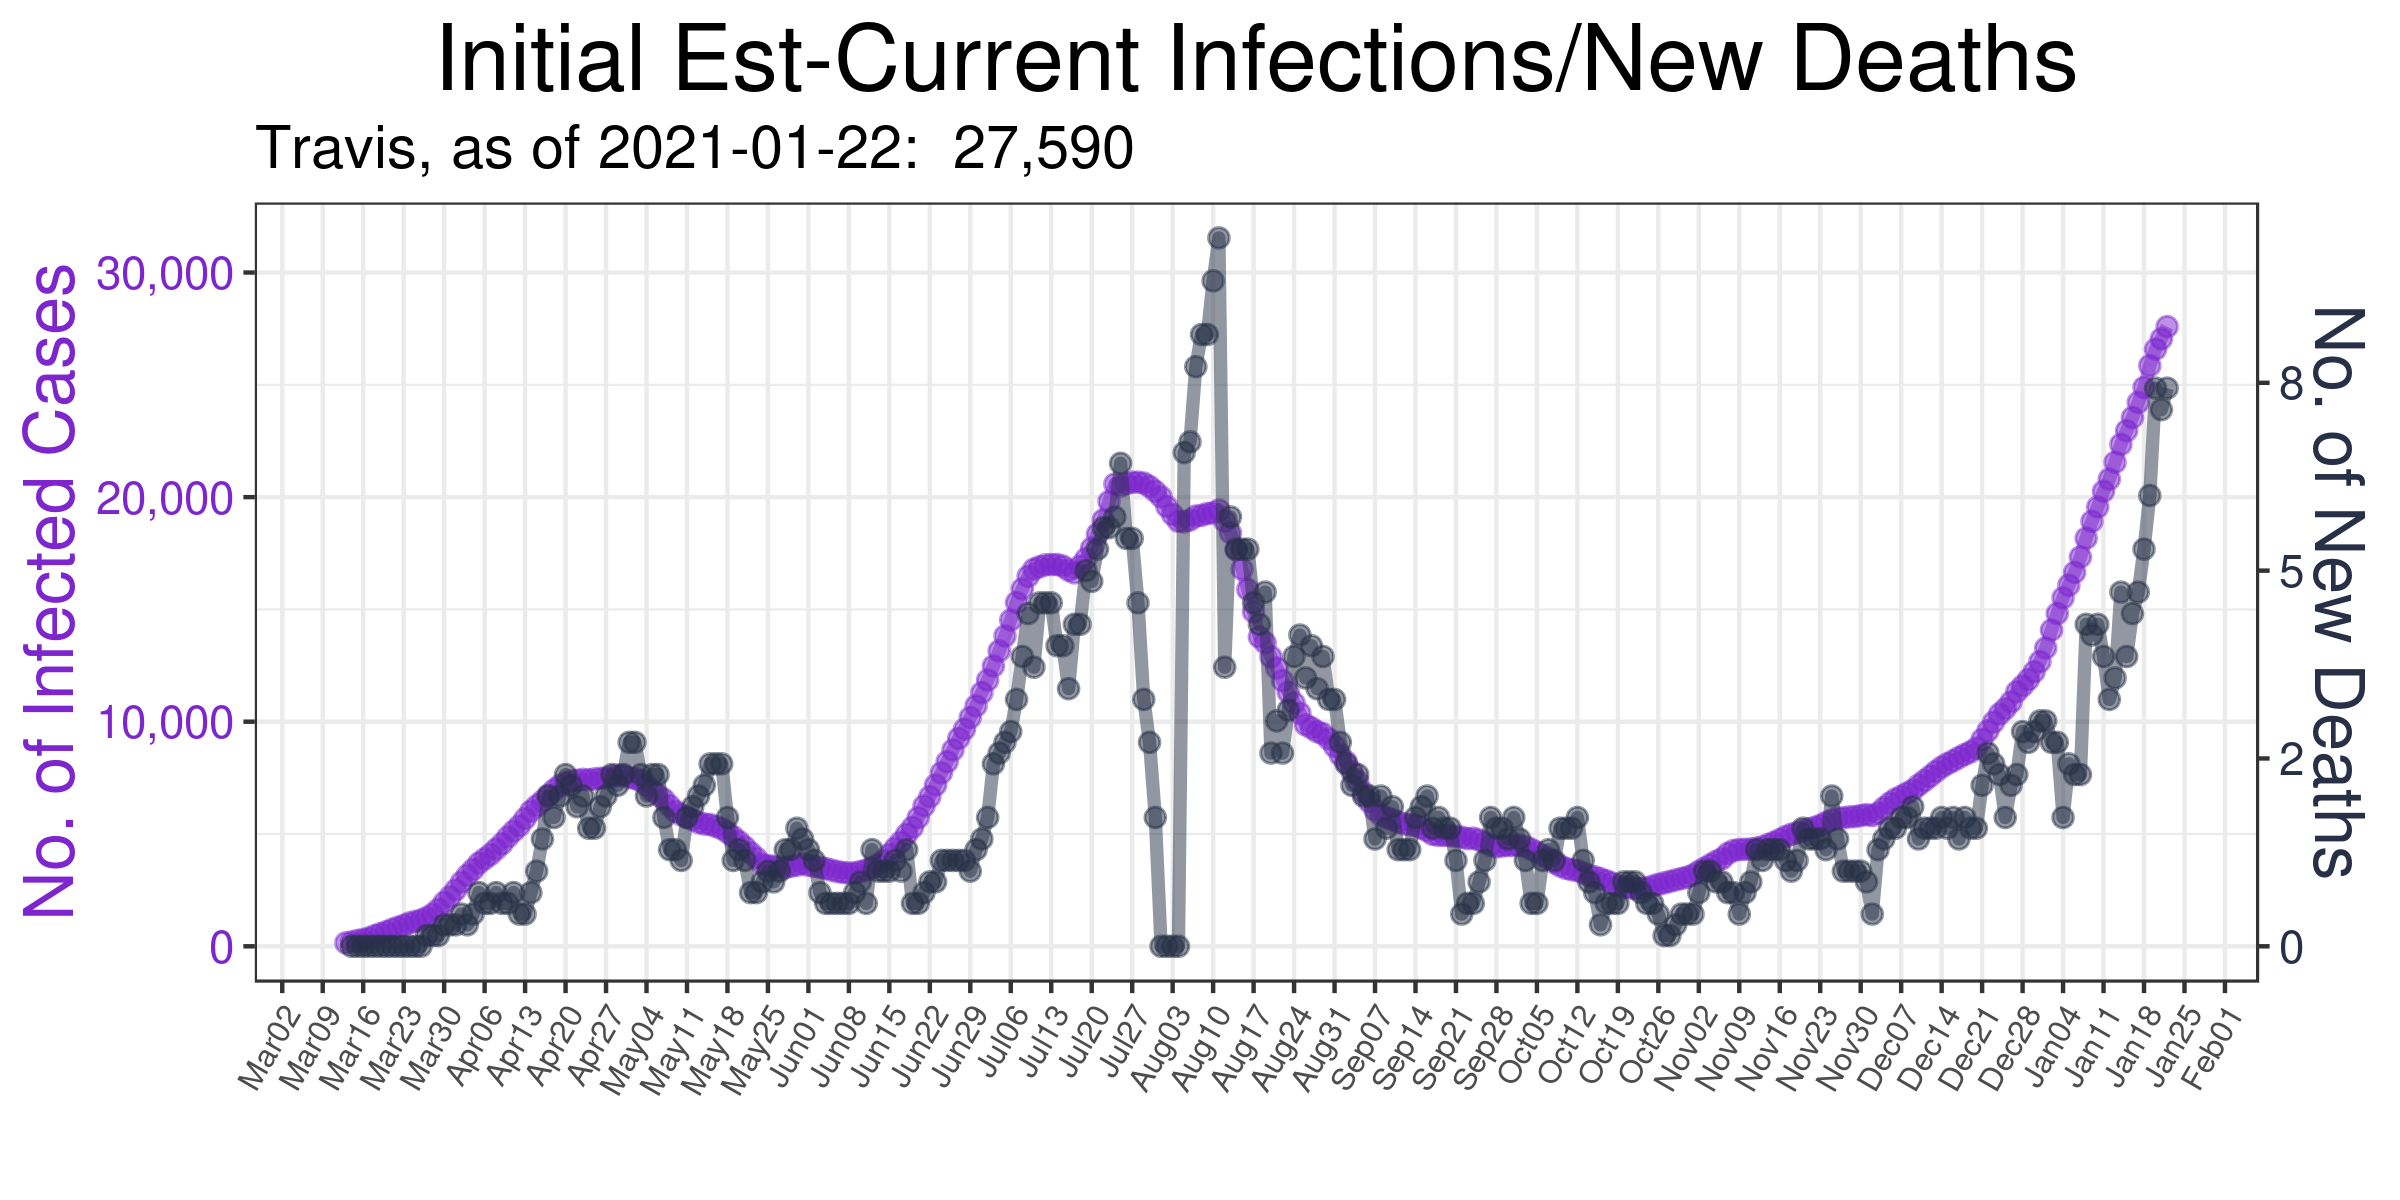 Initial Est-Current Infections/New Deaths
Travis, as of 2021-01-22:  27,590
No. of Infected Cases
30,000
20,000
10,000
0
8
5
2
0
No. of New Deaths
Mar02
Mar09
Mar16
Mar23
Mar30
Apr06
Apr13
Apr20
Apr27
May04
May11
May18
May25
Jun01
Jun08
Jun15
Jun22
Jun29
Jul06
Jul13
Jul20
Jul27
Aug03
Aug10
Aug17
Aug24
Aug31
Sep07
Sep14
Sep21
Sep28
Oct05
Oct12
Oct19
Oct26
Nov02
Nov09
Nov16
Nov23
Nov30
Dec07
Dec14
Dec21
Dec28
Jan04
Jan11
Jan18
Jan25
Feb01